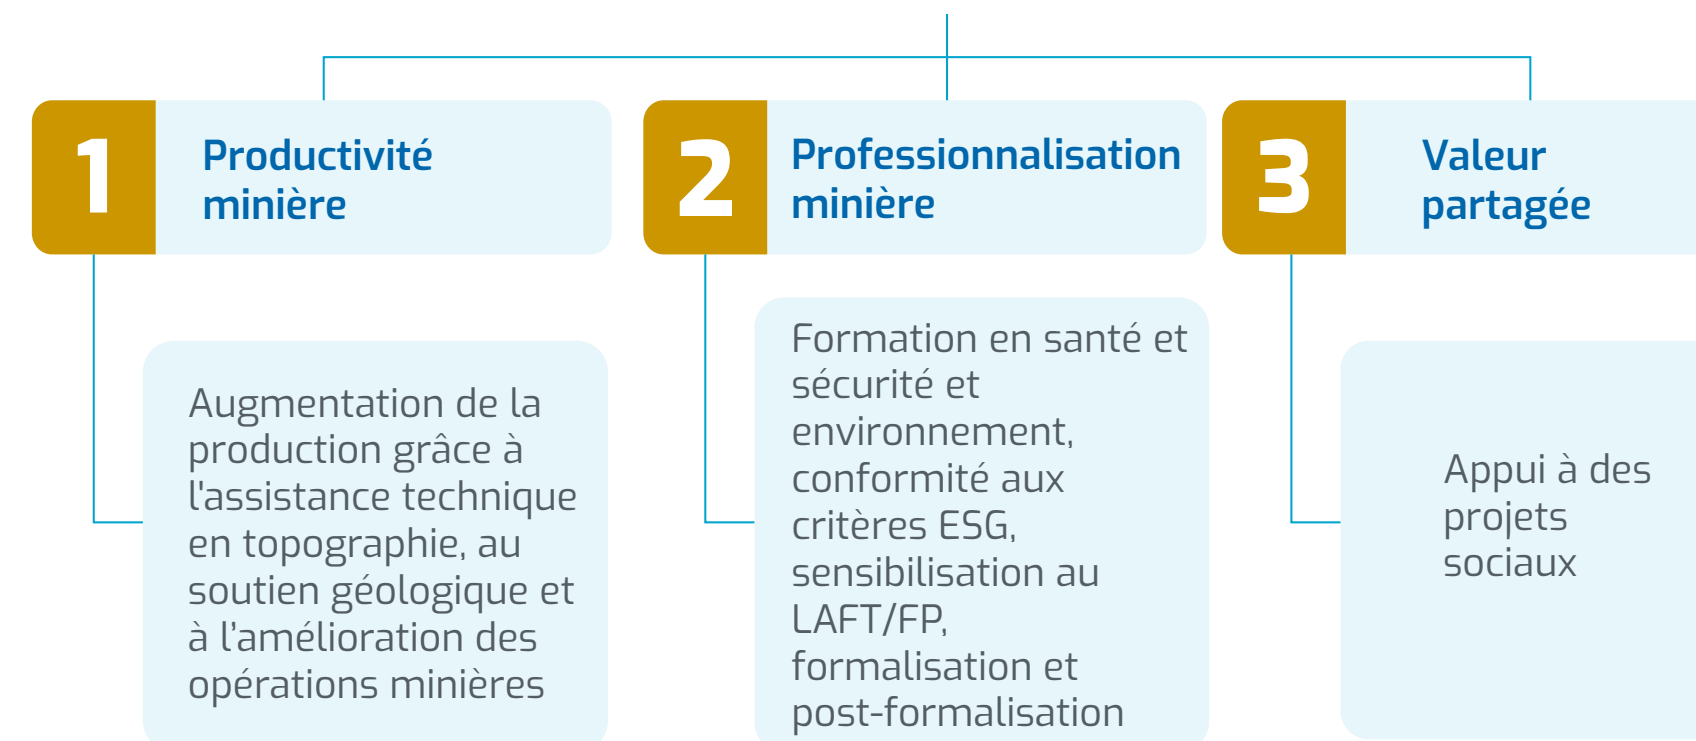 1
Productivité
minière
Augmentation de la
production grâce à
l'assistance technique
en topographie, au
soutien géologique et
à l’amélioration des
opérations minières
2
Professionnalisation
minière
Formation en santé et
sécurité et
environnement,
conformité aux
critères ESG,
sensibilisation au
LAFT/FP,
formalisation et
post-formalisation
3
Valeur
partagée
Appui à des
projets
sociaux